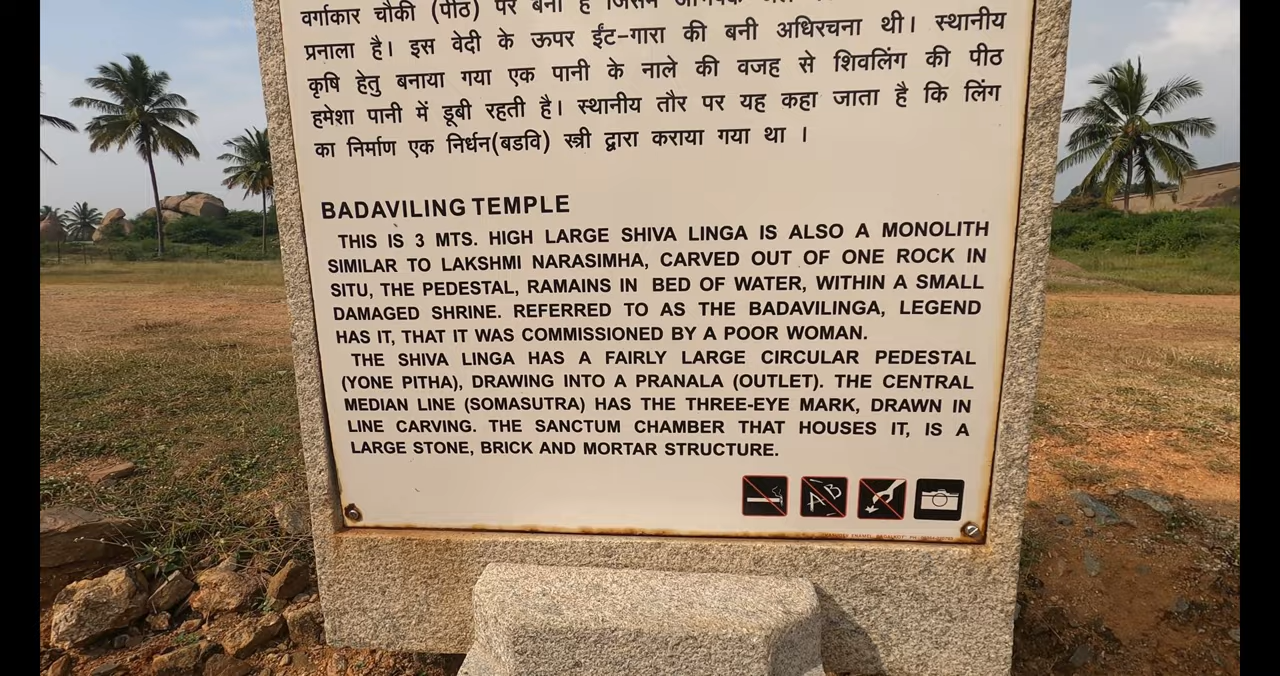 वर्गाकार चौकी (पीठ) पर बना है जिसमें
प्रनाला है। इस वेदी के ऊपर ईंट-गारा की बनी अधिरचना थी। स्थानीय
कृषि हेतु बनाया गया एक पानी के नाले की वजह से शिवलिंग की पीठ
हमेशा पानी में डूबी रहती है। स्थानीय तौर पर यह कहा जाता है कि लिंग
का निर्माण एक निर्धन(बडवि) स्त्री द्वारा कराया गया था ।
BADAVILING TEMPLE
THIS IS 3 MTS. HIGH LARGE SHIVA LINGA IS ALSO A MONOLITH
SIMILAR TO LAKSHMI NARASIMHA, CARVED OUT OF ONE ROCK IN
SITU, THE PEDESTAL, RAMAINS IN BED OF WATER, WITHIN A SMALL
DAMAGED SHRINE. REFERRED TO AS THE BADAVILINGA, LEGEND
HAS IT, THAT IT WAS COMMISSIONED BY A POOR WOMAN.
THE SHIVA LINGA HAS A FAIRLY LARGE CIRCULAR PEDESTAL
(YONE PITHA), DRAWING INTO A PRANALA (OUTLET). THE CENTRAL
MEDIAN LINE (SOMASUTRA) HAS THE THREE-EYE MARK, DRAWN IN
LINE CARVING. THE SANCTUM CHAMBER THAT HOUSES IT, IS A
LARGE STONE, BRICK AND MORTAR STRUCTURE.
AB